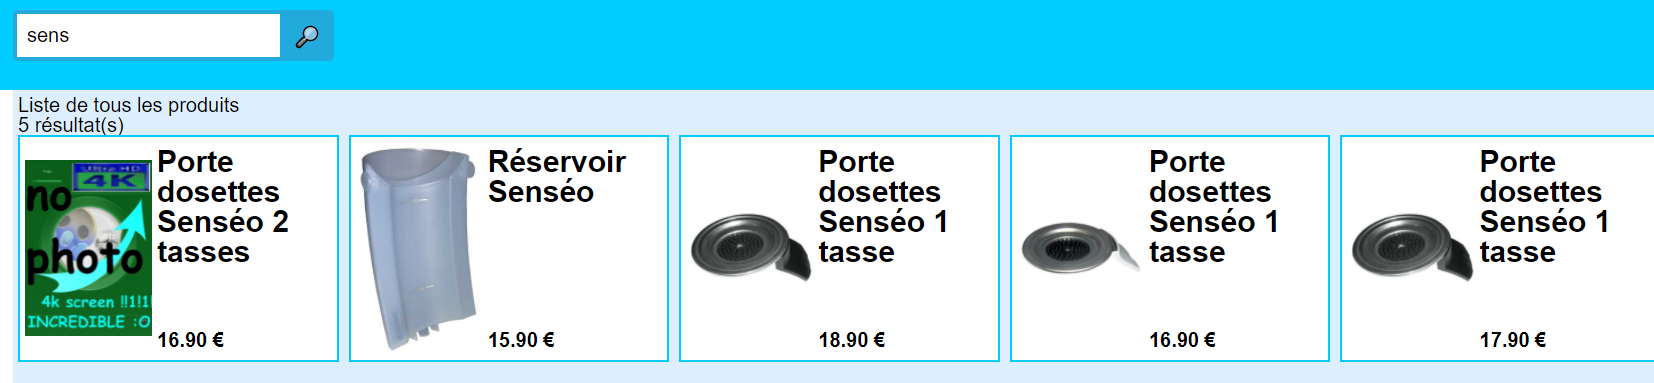 sens
Liste de tous les produits
5 résultat(s)
ULTRA HD
4K
no
photo
4k screen !!1!1!
INCREDIBLE :O
Porte
dosettes
Senséo 2
tasses
16.90 €
Réservoir
Senséo
15.90 €
Porte
dosettes
Senséo 1
tasse
18.90 €
Porte
dosettes
Senséo 1
tasse
16.90 €
Porte
dosettes
Senséo 1
tasse
17.90 €